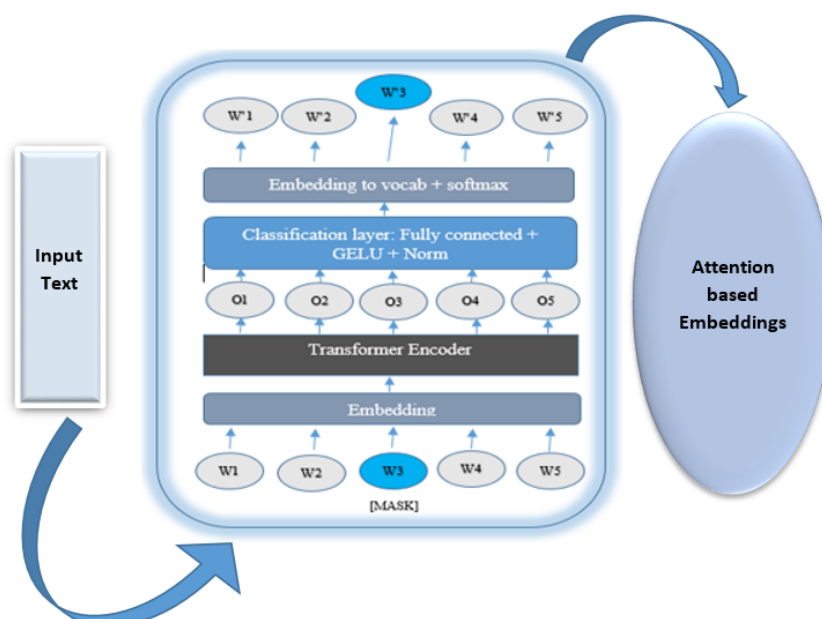 W'1 W'2 W'3 W'4 W'5
Embedding to vocab + softmax
Classification layer: Fully connected +
GELU + Norm
Input
Text
O1 O2 O3 O4 O5
Attention
based
Embeddings
Transformer Encoder
Embedding
W1 W2 W3 W4 W5
[MASK]